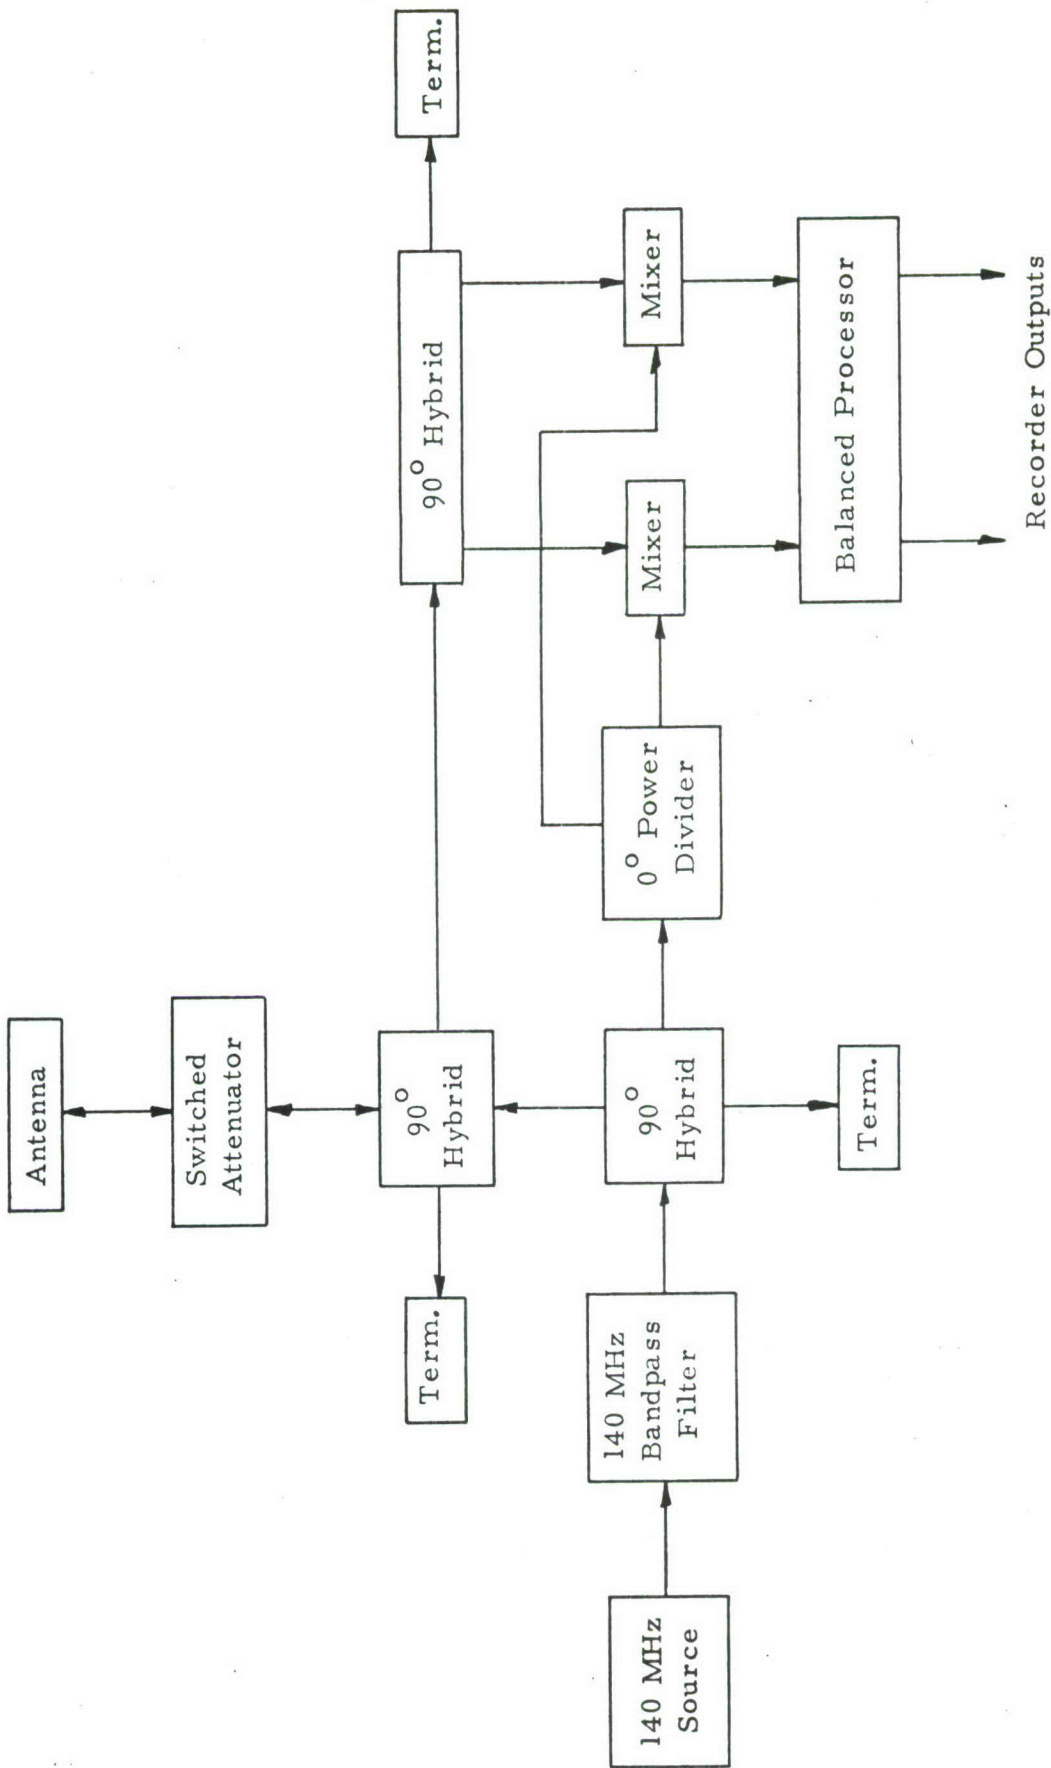 Antenna
Switched
Attenuator
Term.
90° Hybrid
Term.
90°
Hybrid
140 MHz
Source
140 MHz
Bandpass
Filter
90°
Hybrid
Term.
0° Power
Divider
Mixer
Mixer
Balanced Processor
Recorder Outputs